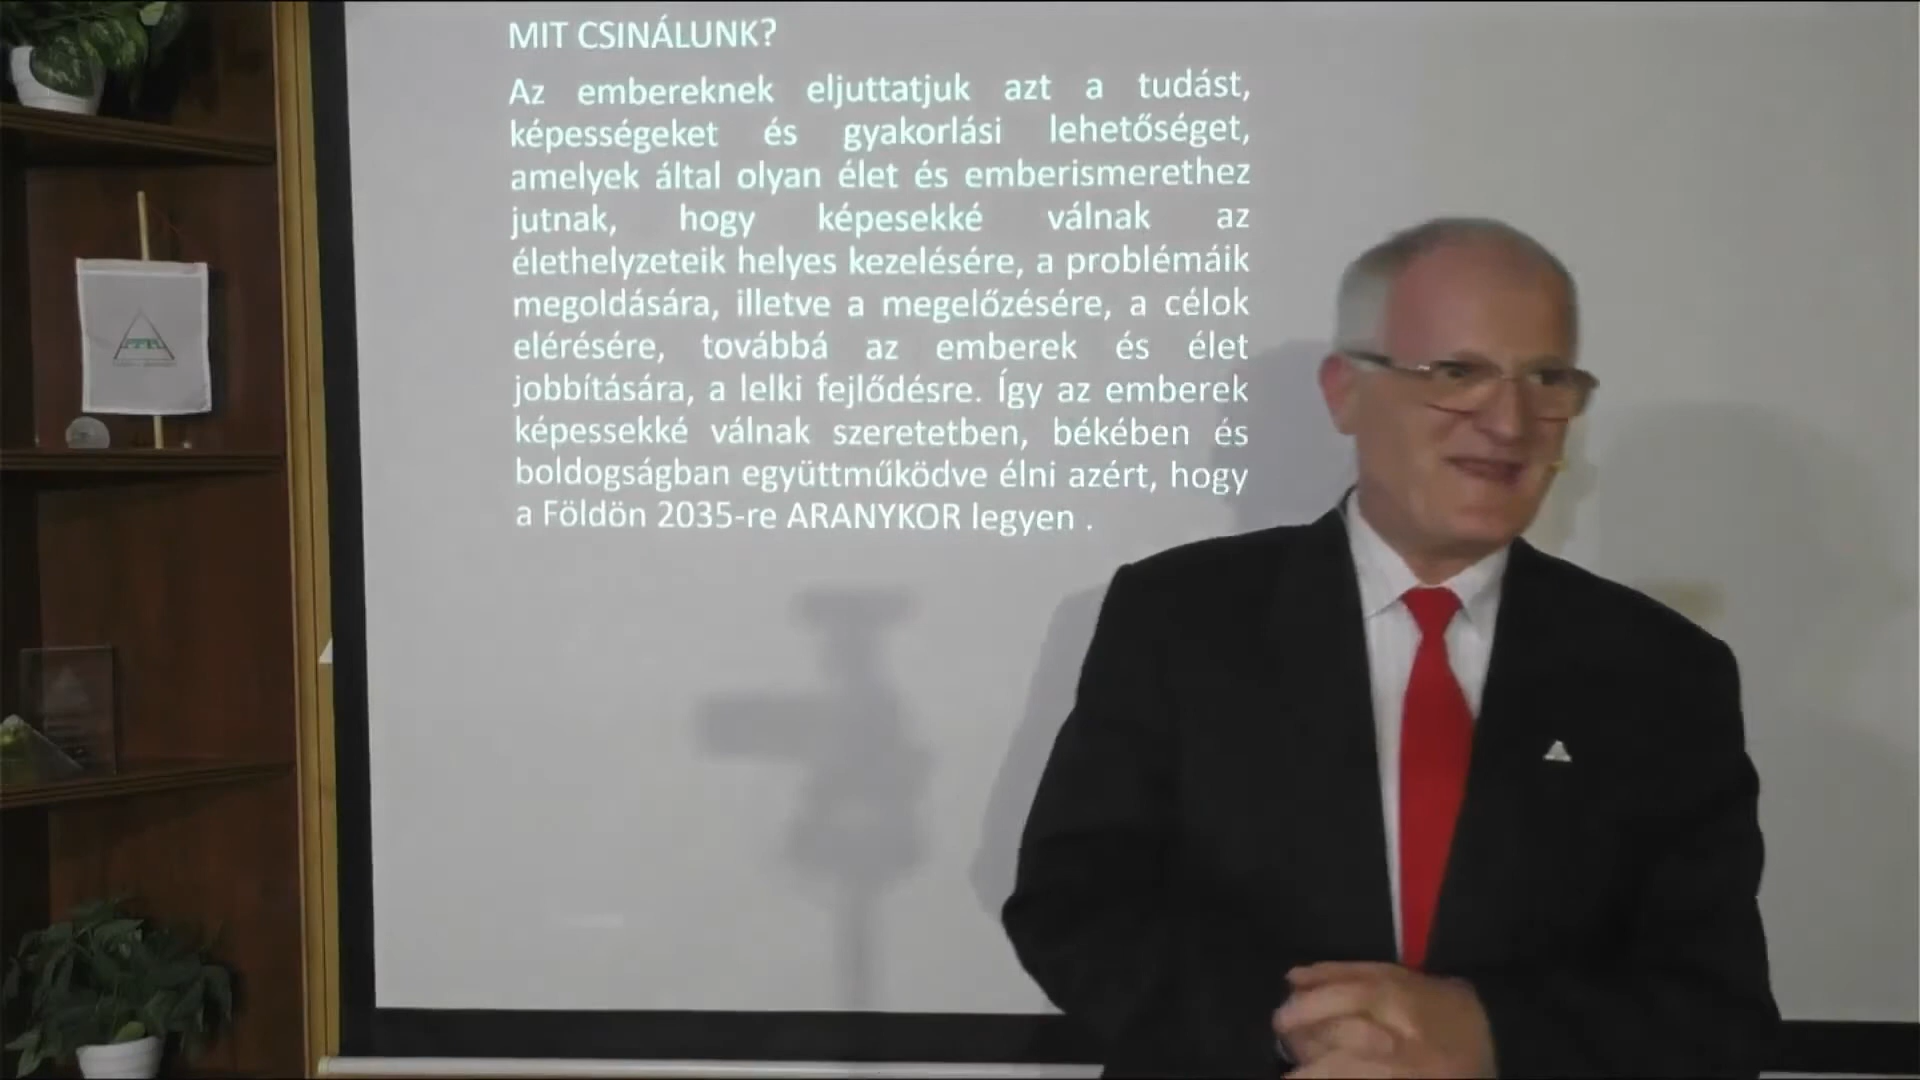 MIT CSINÁLUNK?
Az embereknek eljuttatjuk azt a tudást,
képességeket és gyakorlási lehetőséget,
amelyek által olyan élet és emberismerethez
jutnak, hogy képesekké válnak az
élethelyzeteik helyes kezelésére, a problémáik
megoldására, illetve a megelőzésére, a célok
elérésére, továbbá az emberek és élet
jobbítására, a lelki fejlődésre. Így az emberek
képessekké válnak szeretetben, békében és
boldogságban együttműködve élni azért, hogy
a Földön 2035-re ARANYKOR legyen .